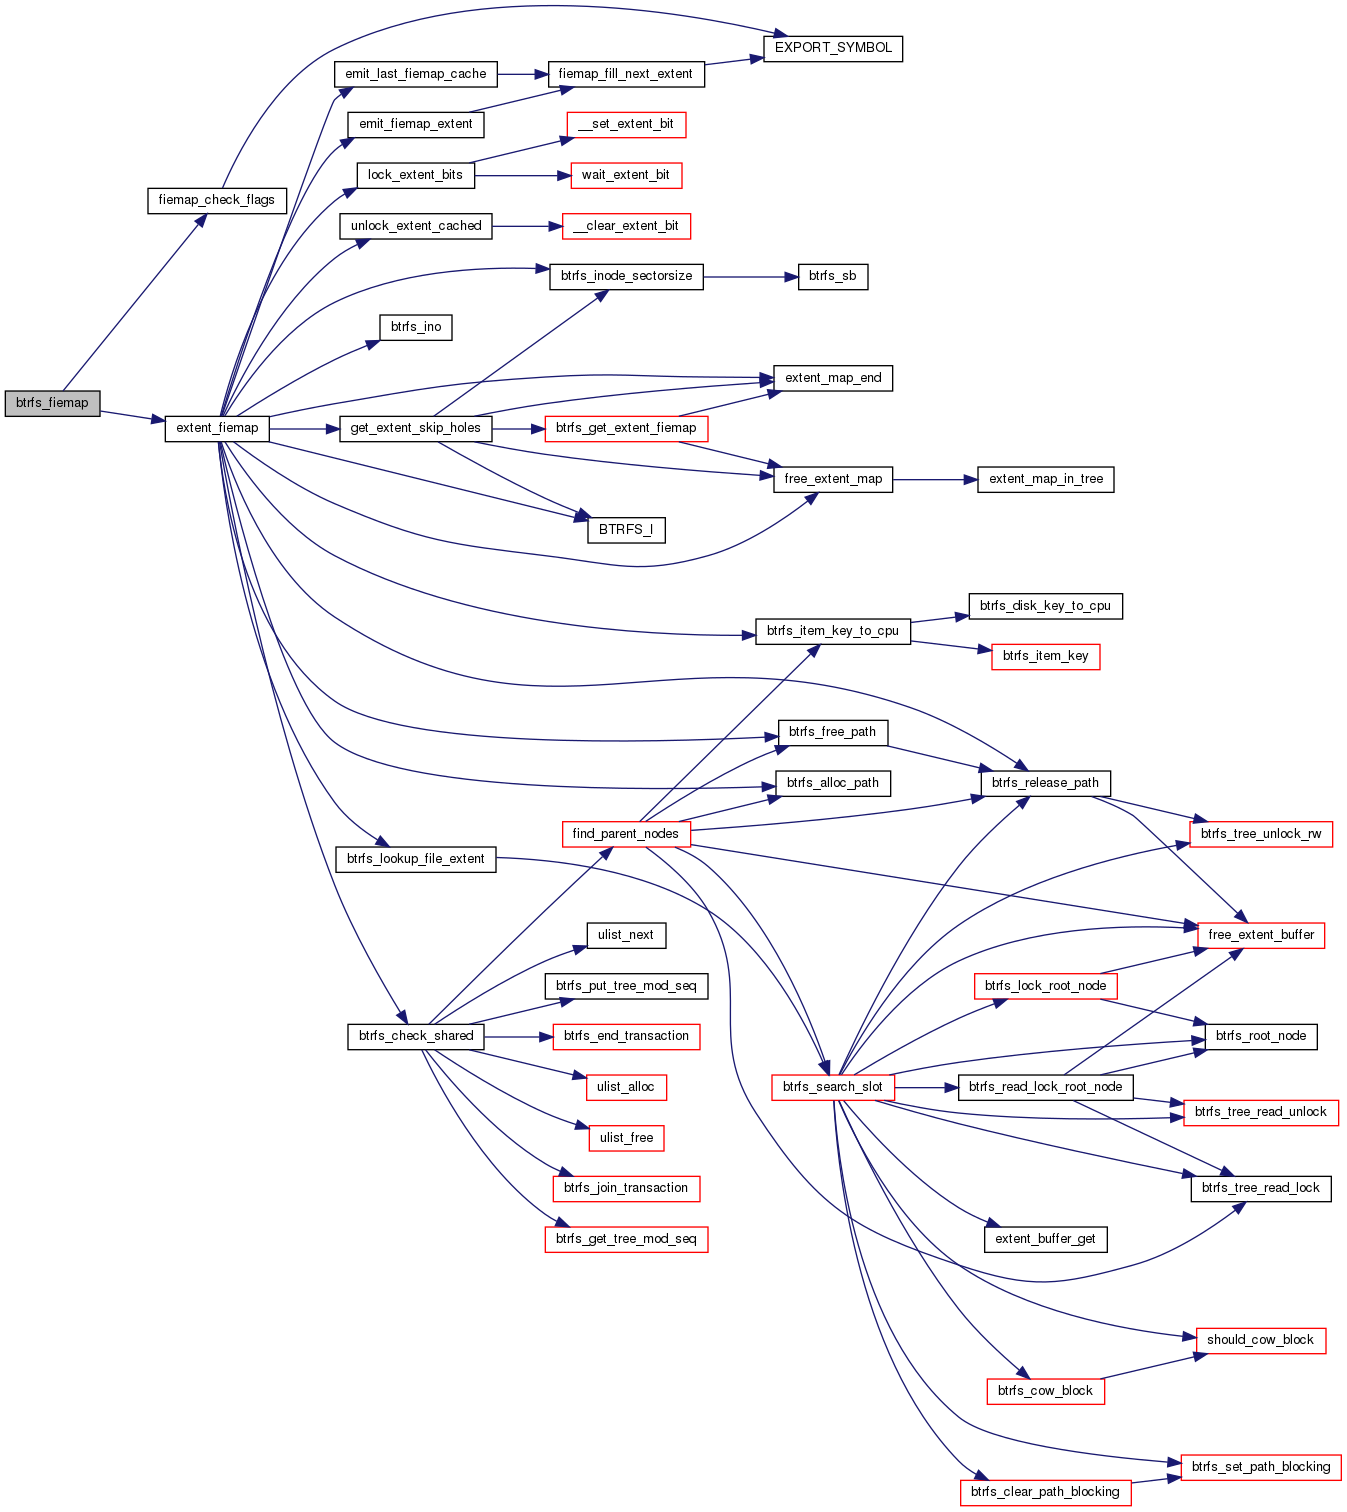 EXPORT_SYMBOL
emit_last_fiemap_cache
fiemap_fill_next_extent
emit_fiemap_extent
__set_extent_bit
lock_extent_bits
wait_extent_bit
fiemap_check_flags
unlock_extent_cached
__clear_extent_bit
btrfs_inode_sectorsize
btrfs_sb
btrfs_ino
extent_map_end
btrfs_fiemap
extent_fiemap
get_extent_skip_holes
btrfs_get_extent_fiemap
free_extent_map
extent_map_in_tree
BTRFS_I
btrfs_disk_key_to_cpu
btrfs_item_key_to_cpu
btrfs_item_key
btrfs_free_path
btrfs_alloc_path
btrfs_release_path
find_parent_nodes
btrfs_tree_unlock_rw
btrfs_lookup_file_extent
ulist_next
free_extent_buffer
btrfs_put_tree_mod_seq
btrfs_lock_root_node
btrfs_check_shared
btrfs_end_transaction
btrfs_root_node
ulist_alloc
btrfs_search_slot
btrfs_read_lock_root_node
btrfs_tree_read_unlock
ulist_free
btrfs_join_transaction
btrfs_tree_read_lock
btrfs_get_tree_mod_seq
extent_buffer_get
should_cow_block
btrfs_cow_block
btrfs_set_path_blocking
btrfs_clear_path_blocking